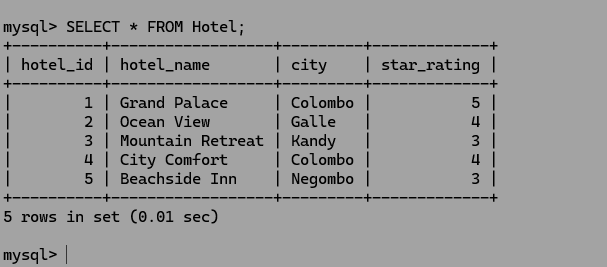 mysql> SELECT * FROM Hotel;
+----------+------------------+---------+-------------+
| hotel_id | hotel_name       | city    | star_rating |
+----------+------------------+---------+-------------+
|        1 | Grand Palace     | Colombo |           5 |
|        2 | Ocean View       | Galle   |           4 |
|        3 | Mountain Retreat | Kandy   |           3 |
|        4 | City Comfort     | Colombo |           4 |
|        5 | Beachside Inn    | Negombo |           3 |
+----------+------------------+---------+-------------+
5 rows in set (0.01 sec)
mysql>